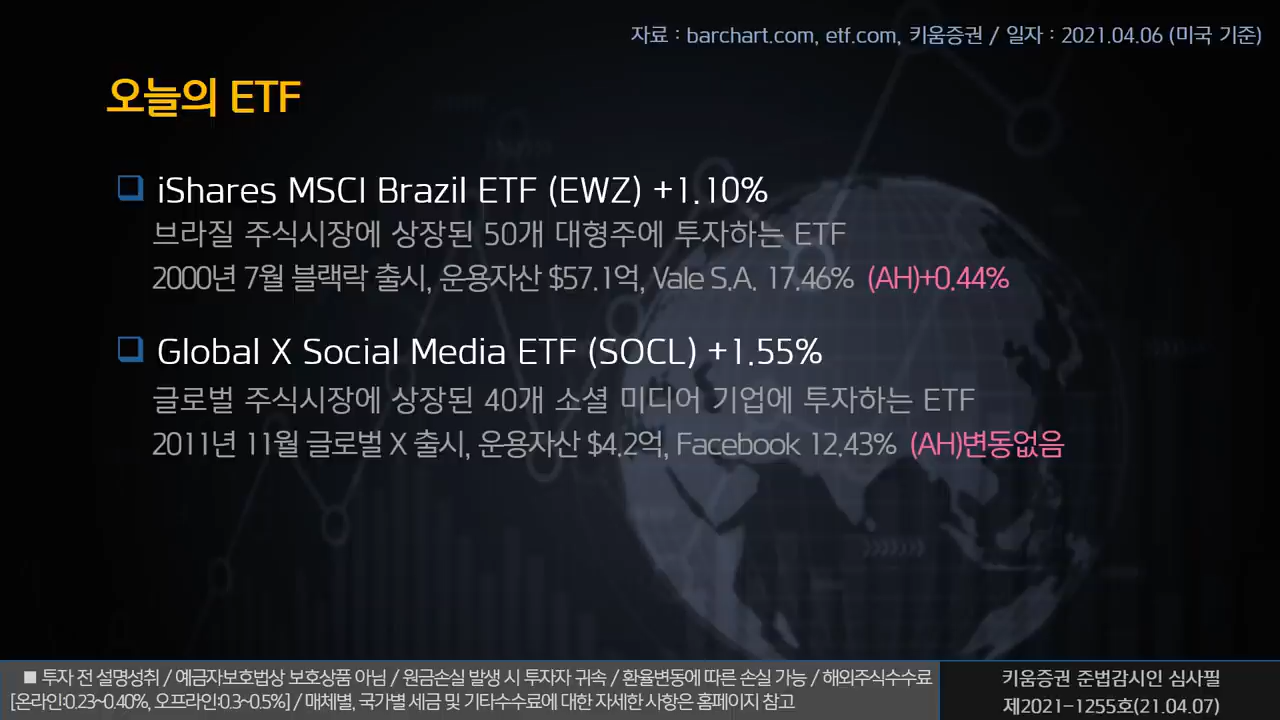 자료 : barchart.com, etf.com, 키움증권 / 일자 : 2021.04.06 (미국 기준)
오늘의 ETF
iShares MSCI Brazil ETF (EWZ) +1.10%
브라질 주식시장에 상장된 50개 대형주에 투자하는 ETF
2000년 7월 블랙락 출시, 운용자산 $57.1억, Vale S.A. 17.46% (AH)+0.44%
Global X Social Media ETF (SOCL) +1.55%
글로벌 주식시장에 상장된 40개 소셜 미디어 기업에 투자하는 ETF
2011년 11월 글로벌 X 출시, 운용자산 $4.2억, Facebook 12.43% (AH)변동없음
■ 투자 전 설명성취 / 예금자보호법상 보호상품 아님 / 원금손실 발생 시 투자자 귀속 / 환율변동에 따른 손실 가능 / 해외주식수수료
[온라인:0.23~0.40%, 오프라인:0.3~0.5%] / 매체별, 국가별 세금 및 기타수수료에 대한 자세한 사항은 홈페이지 참고
키움증권 준법감시인 심사필
제2021-1255호(21.04.07)